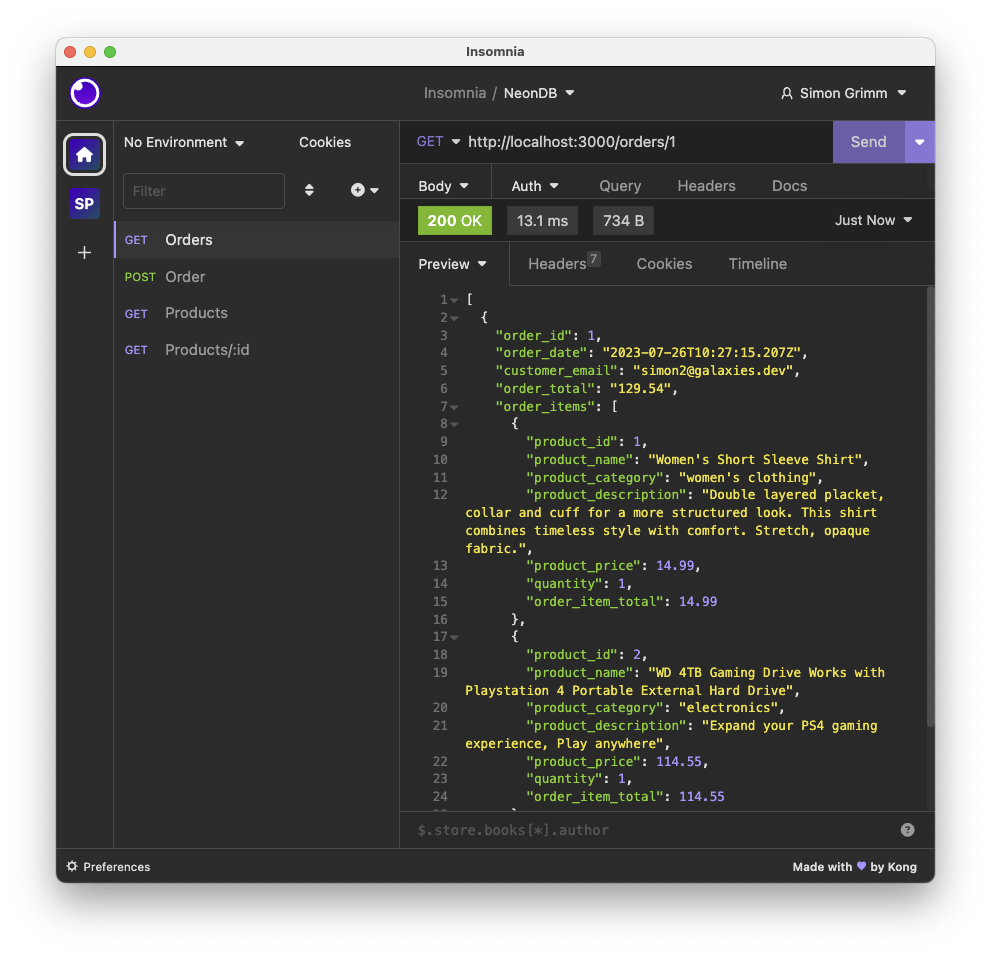 Insomnia
Insomnia / NeonDB
Simon Grimm
No Environment
Cookies
GET http://localhost:3000/orders/1
Send
SP
Filter
Body Auth Query Headers Docs
200 OK 13.1 ms 734 B Just Now
GET Orders
POST Order
GET Products
GET Products/:id
Preview Headers 7 Cookies Timeline
1 [
2 {
3 "order_id": 1,
4 "order_date": "2023-07-26T10:27:15.207Z",
5 "customer_email": "simon2@galaxies.dev",
6 "order_total": "129.54",
7 "order_items": [
8 {
9 "product_id": 1,
10 "product_name": "Women's Short Sleeve Shirt",
11 "product_category": "women's clothing",
12 "product_description": "Double layered placket,
collar and cuff for a more structured look. This shirt
combines timeless style with comfort. Stretch, opaque
fabric.",
13 "product_price": 14.99,
14 "quantity": 1,
15 "order_item_total": 14.99
16 },
17 {
18 "product_id": 2,
19 "product_name": "WD 4TB Gaming Drive Works with
Playstation 4 Portable External Hard Drive",
20 "product_category": "electronics",
21 "product_description": "Expand your PS4 gaming
experience, Play anywhere",
22 "product_price": 114.55,
23 "quantity": 1,
24 "order_item_total": 114.55
$.store.books[*].author
?
Preferences
Made with 💜 by Kong